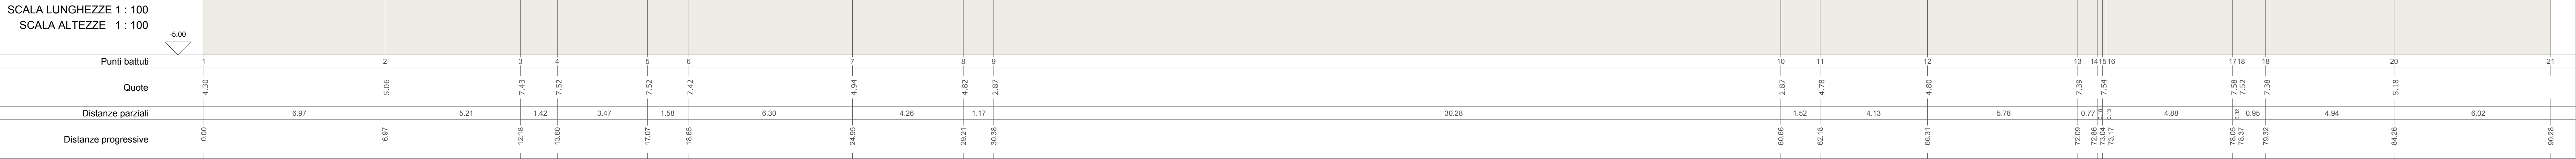 SCALA LUNGHEZZE 1 : 100
SCALA ALTEZZE 1 : 100
-5.00
Punti battuti 1 2 3 4 5 6 7 8 9 10 11 12 13 14 15 16 17 18 18 20 21
Quote 4.30 5.06 7.43 7.52 7.52 7.42 4.94 4.82 2.87 2.87 4.78 4.80 7.39 7.54 7.58 7.52 7.38 5.18
Distanze parziali 6.97 5.21 1.42 3.47 1.58 6.30 4.26 1.17 30.28 1.52 4.13 5.78 0.77 0.18 0.13 4.88 0.32 0.95 4.94 6.02
Distanze progressive 0.00 6.97 12.18 13.60 17.07 18.65 24.95 29.21 30.38 60.66 62.18 66.31 72.09 72.86 73.04 73.17 78.05 78.37 79.32 84.26 90.28